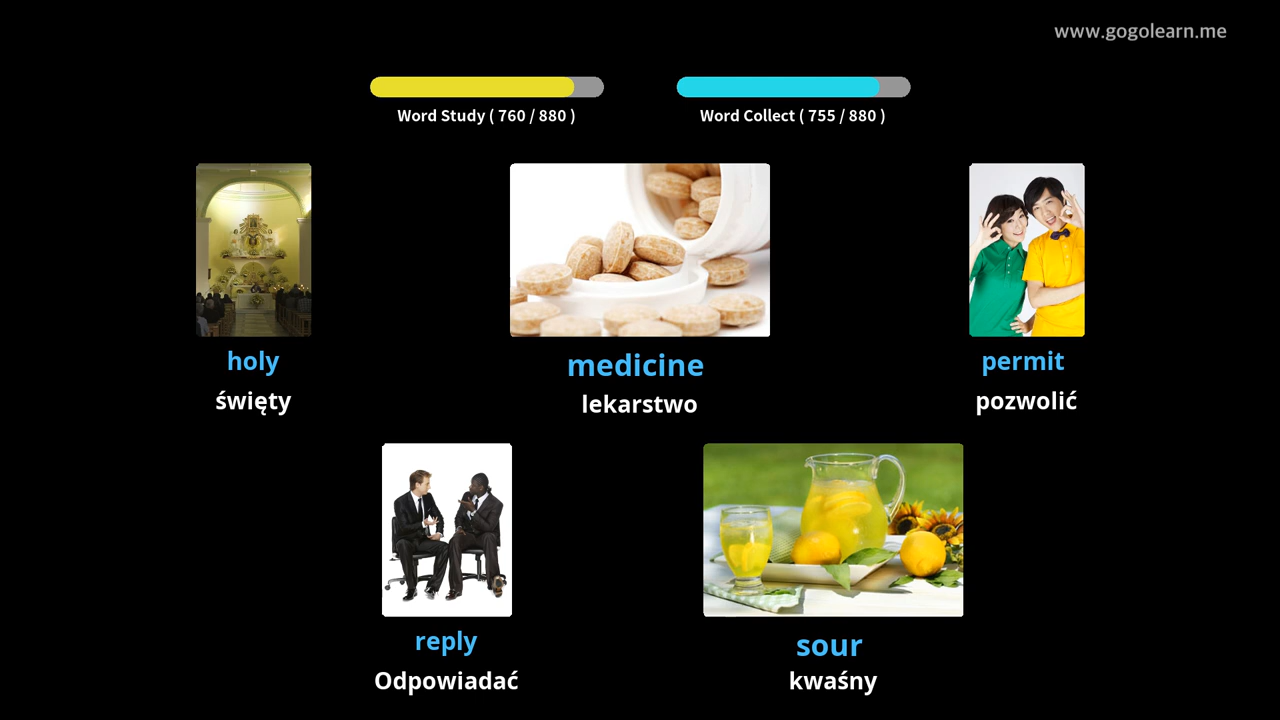 www.gogolearn.me
Word Study ( 760 / 880 )
Word Collect ( 755 / 880 )
holy
święty
medicine
lekarstwo
permit
pozwolić
reply
Odpowiadać
sour
kwaśny